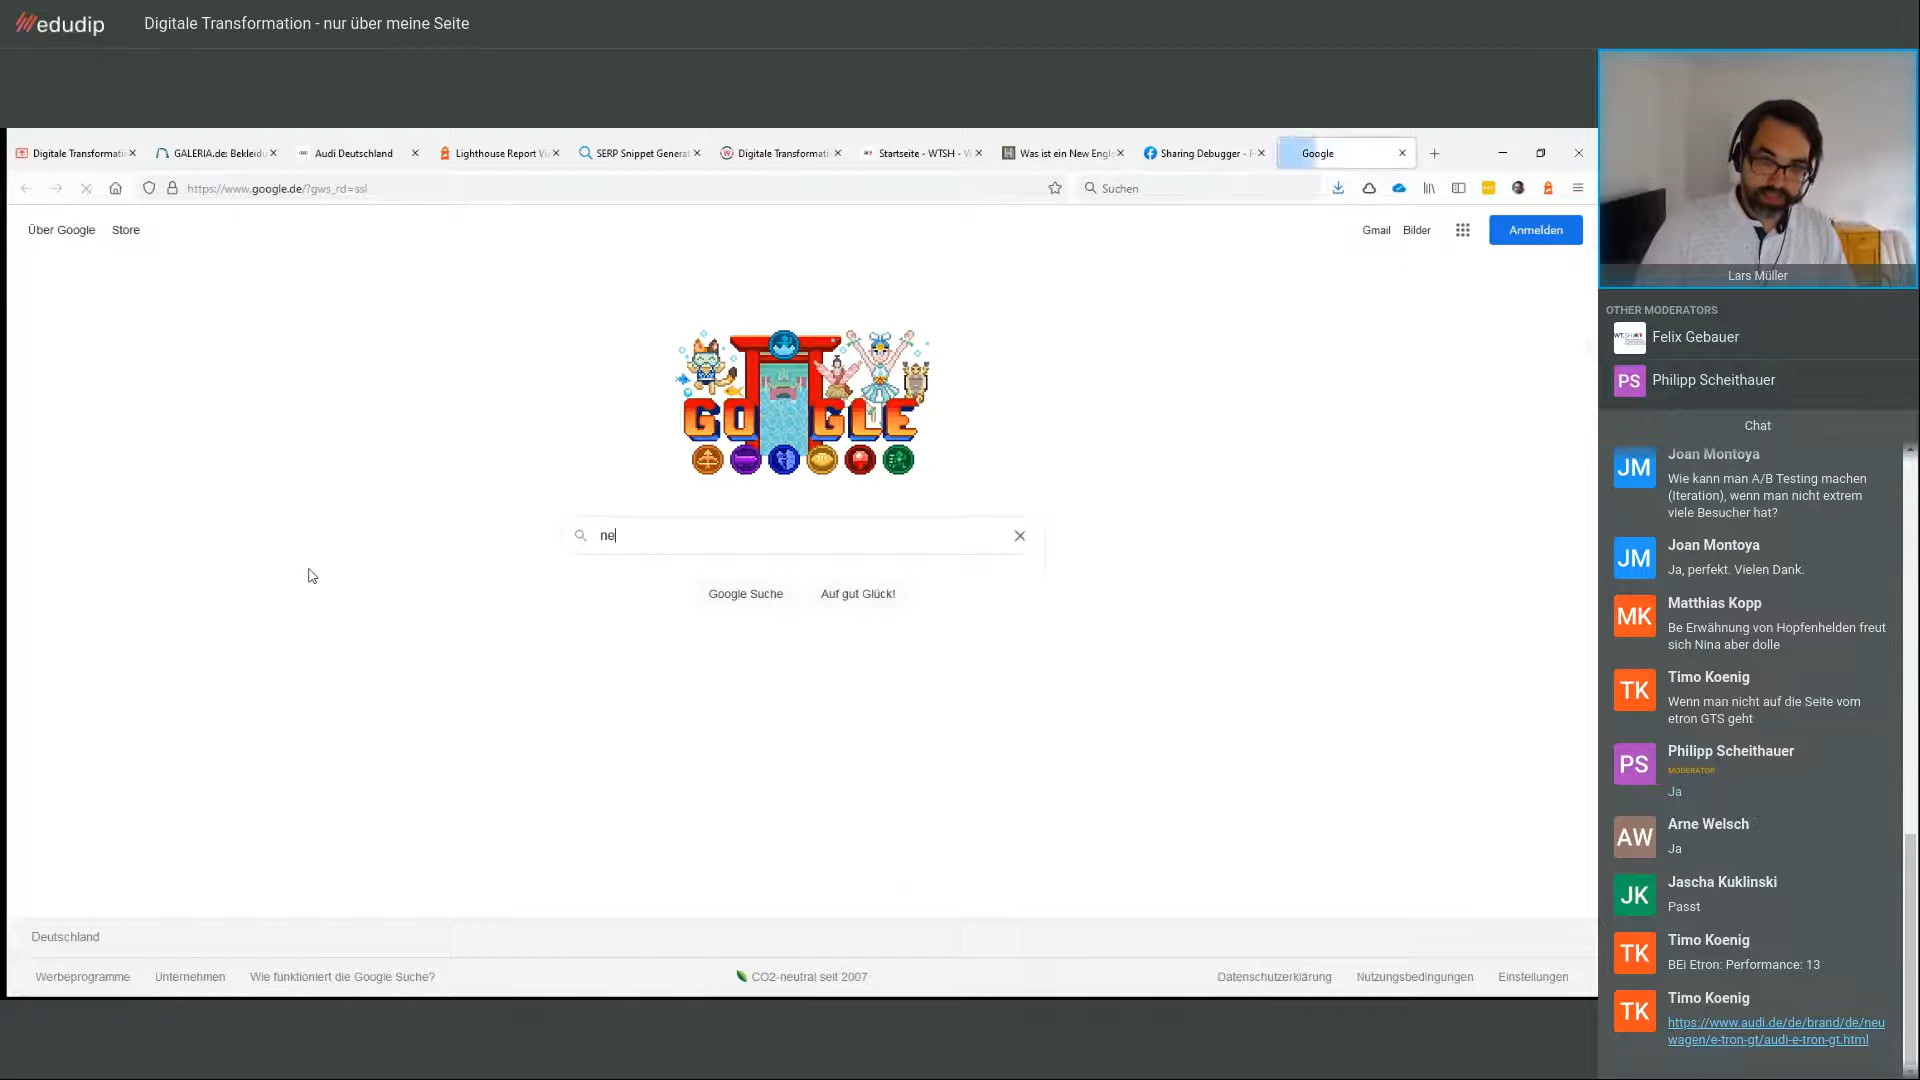 edudip
Digitale Transformation - nur über meine Seite
Digitale Transformati
GALERIA.de: Bekleidu
Audi Deutschland
Lighthouse Report Vi
SERP Snippet Generat
Digitale Transformati
Startseite - WTSH - W
Was ist ein New Engl
Sharing Debugger - F
Google
https://www.google.de/?gws_rd=ssl
Suchen
Über Google
Store
Gmail
Bilder
Anmelden
GOOGLE
ne
Google Suche
Auf gut Glück!
Deutschland
Werbeprogramme
Unternehmen
Wie funktioniert die Google Suche?
CO2-neutral seit 2007
Datenschutzerklärung
Nutzungsbedingungen
Einstellungen
Lars Müller
OTHER MODERATORS
Felix Gebauer
PS
Philipp Scheithauer
Chat
JM
Joan Montoya
Wie kann man A/B Testing machen
(Iteration), wenn man nicht extrem
viele Besucher hat?
JM
Joan Montoya
Ja, perfekt. Vielen Dank.
MK
Matthias Kopp
Be Erwähnung von Hopfenhelden freut
sich Nina aber dolle
TK
Timo Koenig
Wenn man nicht auf die Seite vom
etron GTS geht
PS
Philipp Scheithauer
MODERATOR
Ja
AW
Arne Welsch
Ja
JK
Jascha Kuklinski
Passt
TK
Timo Koenig
BEi Etron: Performance: 13
TK
Timo Koenig
https://www.audi.de/de/brand/de/neu
wagen/e-tron-gt/audi-e-tron-gt.html